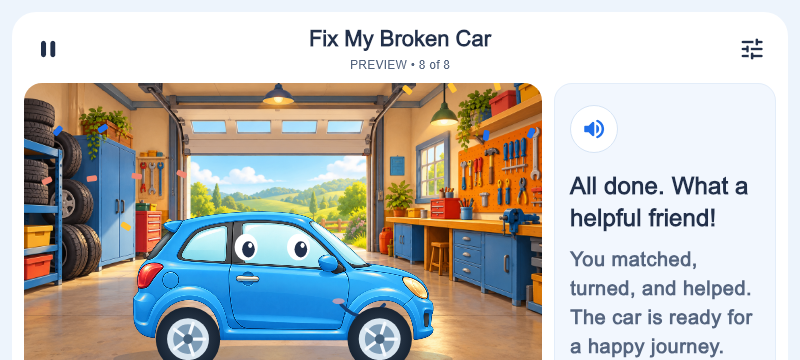 Fix My Broken Car
PREVIEW • 8 of 8
All done. What a
helpful friend!
You matched,
turned, and helped.
The car is ready for
a happy journey.